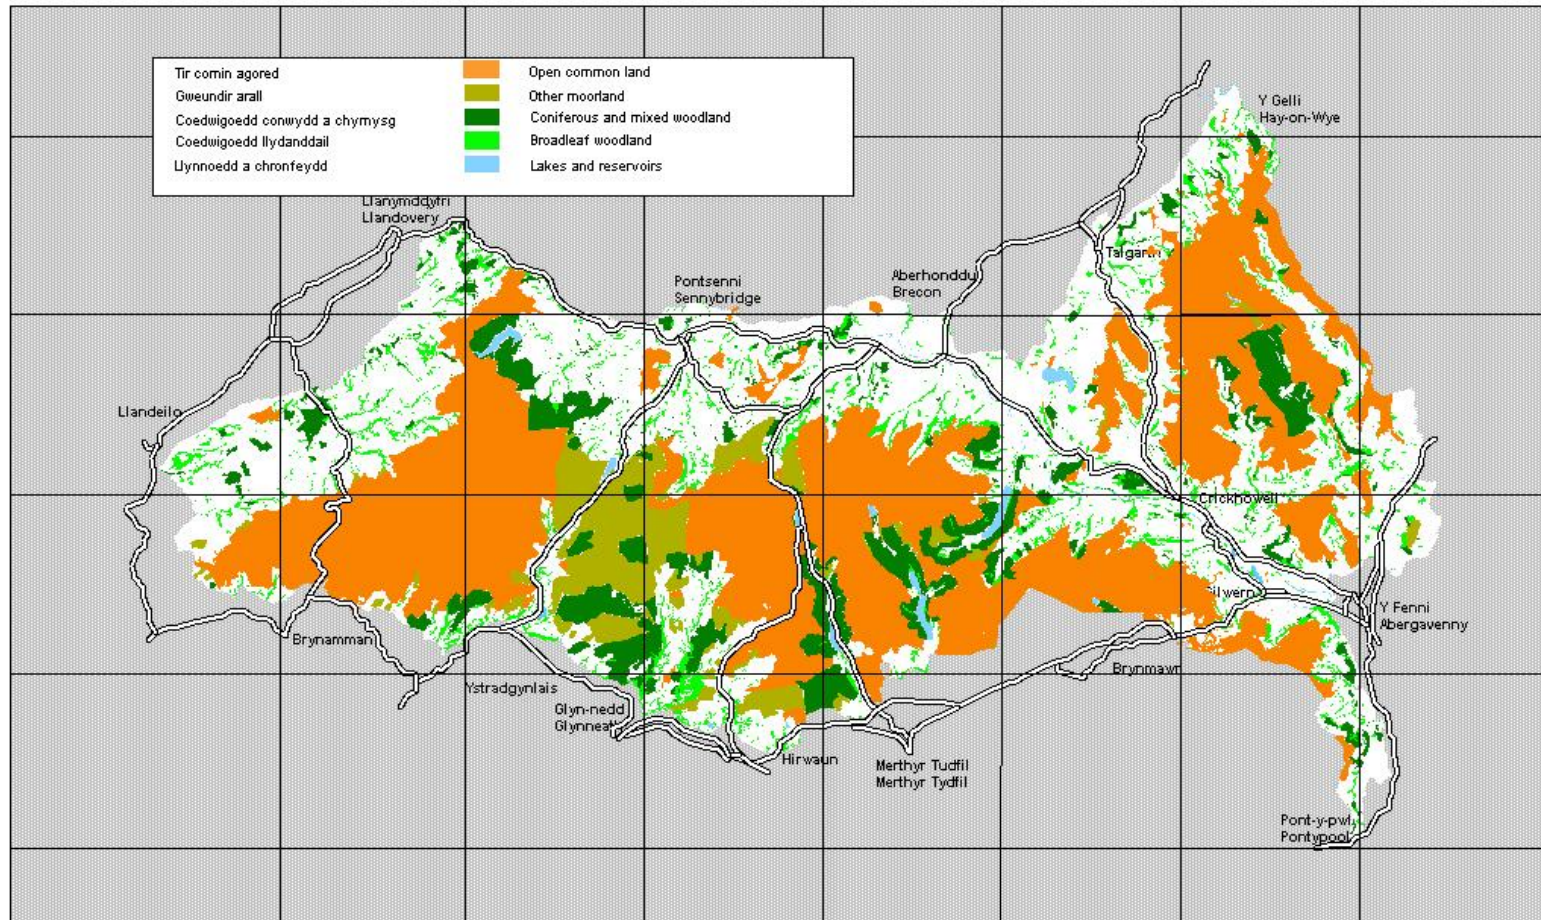 Tir comin agored
Open common land
Gweundir arall
Other moorland
Coedwigoedd conwydd a chymysg
Coniferous and mixed woodland
Coedwigoedd llydanddail
Broadleaf woodland
Llynnoedd a chronfeydd
Lakes and reservoirs
Y Gelli
Hay-on-Wye
Llanymddyfri
Llandovery
Talgarth
Aberhonddu
Brecon
Pontsenni
Sennybridge
Llandeilo
Crickhowell
Gilwern
Y Fenni
Abergavenny
Brynamman
Brynmawr
Ystradgynlais
Glyn-nedd
Glynneath
Hirwaun
Merthyr Tudfil
Merthyr Tydfil
Pont-y-pwl
Pontypool